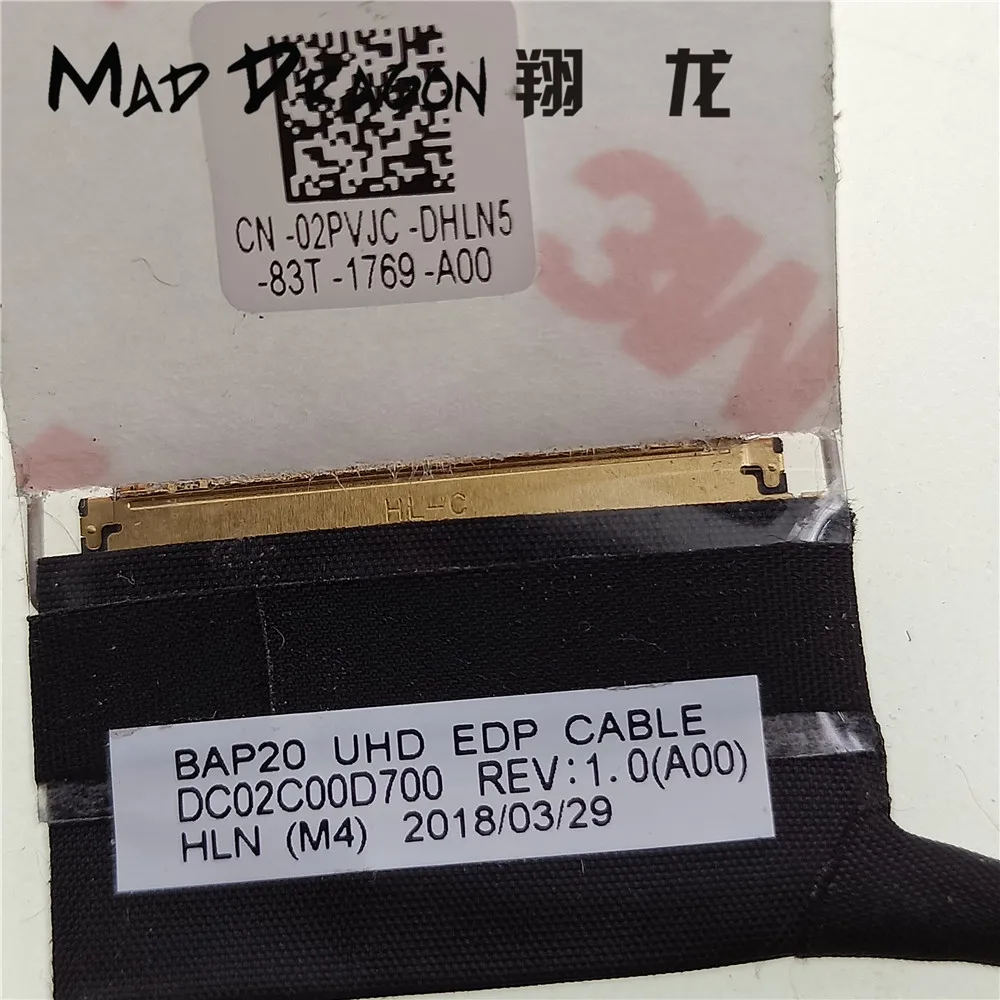 MAD DRAGON 翔 龙
CN -02PVJC -DHLN5
-83T -1769 -A00
3M
HL-C
BAP20 UHD EDP CABLE
DC02C00D700 REV:1.0(A00)
HLN (M4) 2018/03/29